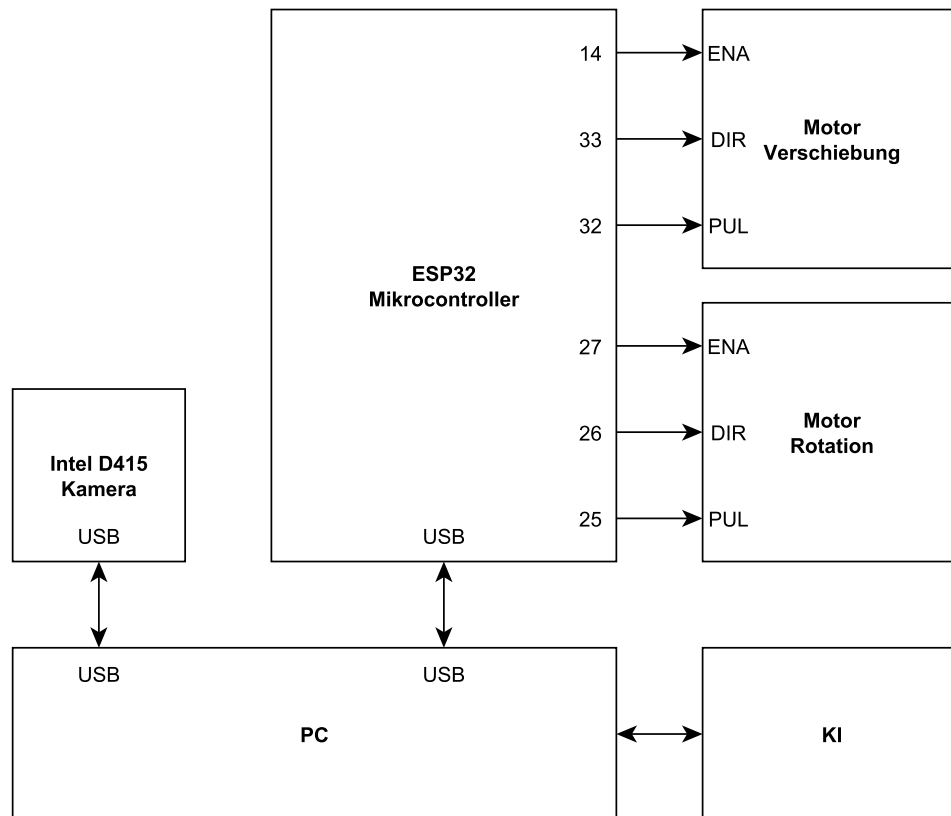 14
ENA
33
DIR
Motor
Verschiebung
32
PUL
ESP32
Mikrocontroller
27
ENA
26
DIR
Motor
Rotation
25
PUL
USB
Intel D415
Kamera
USB
USB
USB
PC
KI